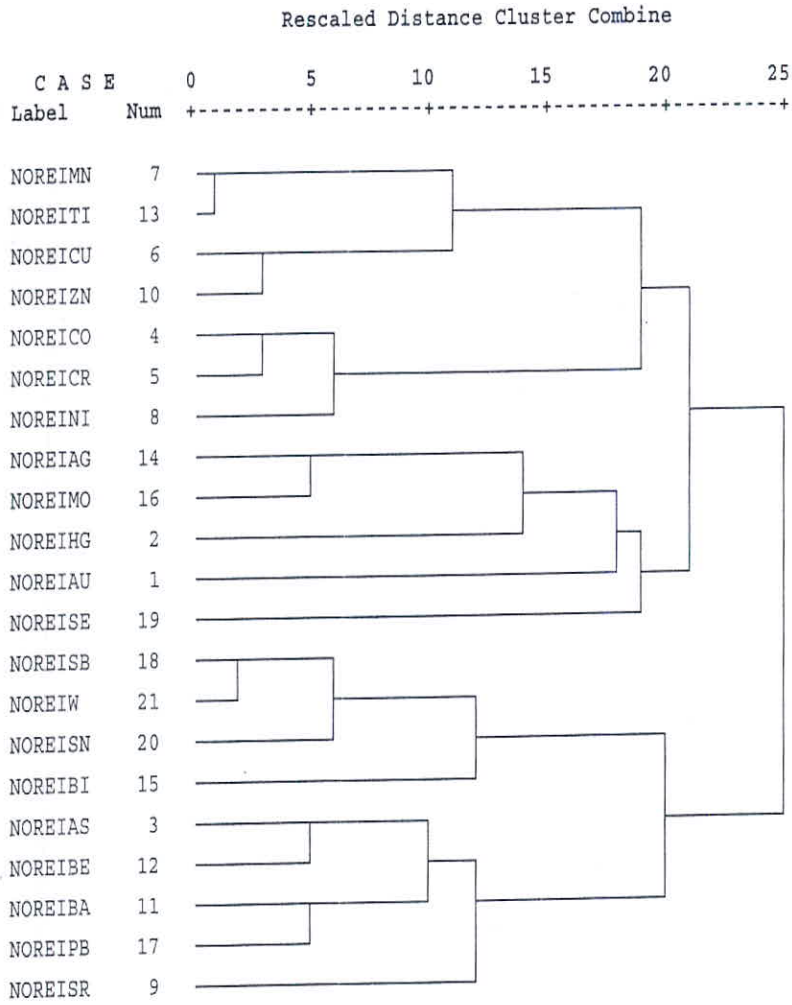 Rescaled Distance Cluster Combine
C A S E 0 5 10 15 20 25
Label Num +---------+---------+---------+---------+---------+
NOREIMN 7
NOREITI 13
NOREICU 6
NOREIZN 10
NOREICO 4
NOREICR 5
NOREINI 8
NOREIAG 14
NOREIMO 16
NOREIHG 2
NOREIAU 1
NOREISE 19
NOREISB 18
NOREIW 21
NOREISN 20
NOREIBI 15
NOREIAS 3
NOREIBE 12
NOREIBA 11
NOREIPB 17
NOREISR 9